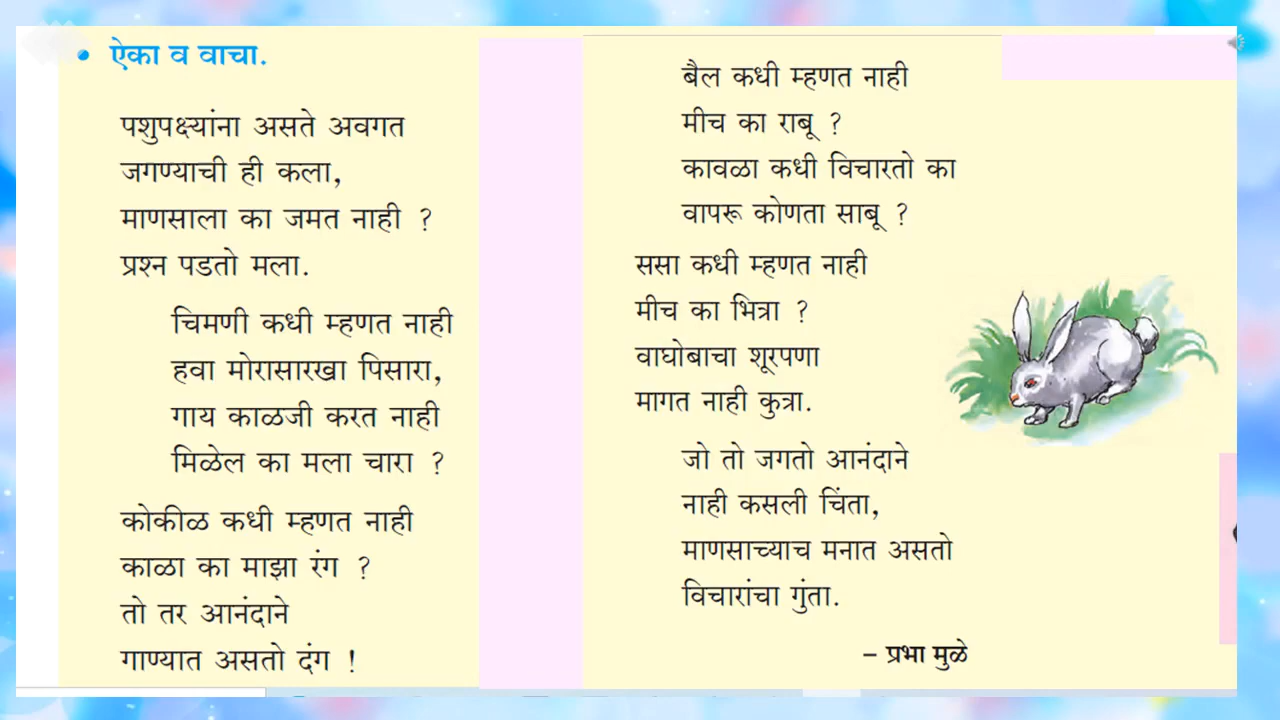 • ऐका व वाचा.
पशुपक्ष्यांना असते अवगत
जगण्याची ही कला,
माणसाला का जमत नाही ?
प्रश्न पडतो मला.
चिमणी कधी म्हणत नाही
हवा मोरासारखा पिसारा,
गाय काळजी करत नाही
मिळेल का मला चारा ?
कोकीळ कधी म्हणत नाही
काळा का माझा रंग ?
तो तर आनंदाने
गाण्यात असतो दंग !
बैल कधी म्हणत नाही
मीच का राबू ?
कावळा कधी विचारतो का
वापरू कोणता साबू ?
ससा कधी म्हणत नाही
मीच का भित्रा ?
वाघोबाचा शूरपणा
मागत नाही कुत्रा.
जो तो जगतो आनंदाने
नाही कसली चिंता,
माणसाच्याच मनात असतो
विचारांचा गुंता.
– प्रभा मुळे